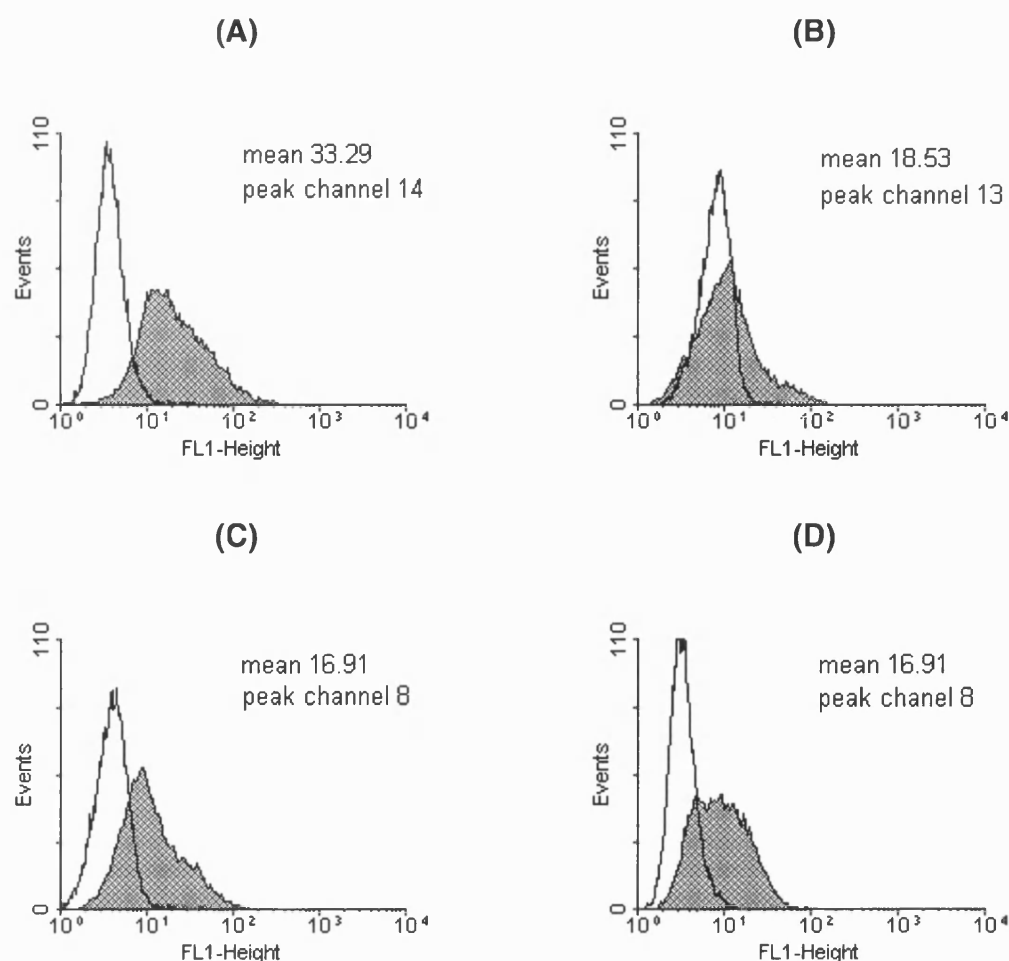 (A)
110
Events
0
mean 33.29
peak channel 14
10⁰ 10¹ 10² 10³ 10⁴
FL1-Height
(B)
110
Events
0
mean 18.53
peak channel 13
10⁰ 10¹ 10² 10³ 10⁴
FL1-Height
(C)
110
Events
0
mean 16.91
peak channel 8
10⁰ 10¹ 10² 10³ 10⁴
FL1-Height
(D)
110
Events
0
mean 16.91
peak chanel 8
10⁰ 10¹ 10² 10³ 10⁴
FL1-Height